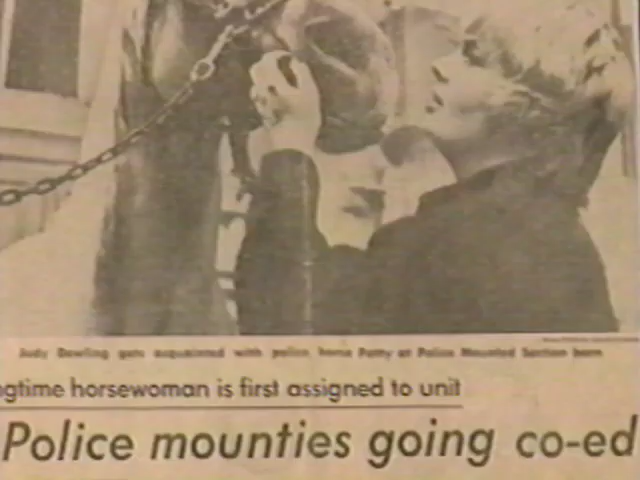 Judy Dowling gets acquainted with police horse Patty at Police Mounted Section barn
ngtime horsewoman is first assigned to unit
Police mounties going co-ed